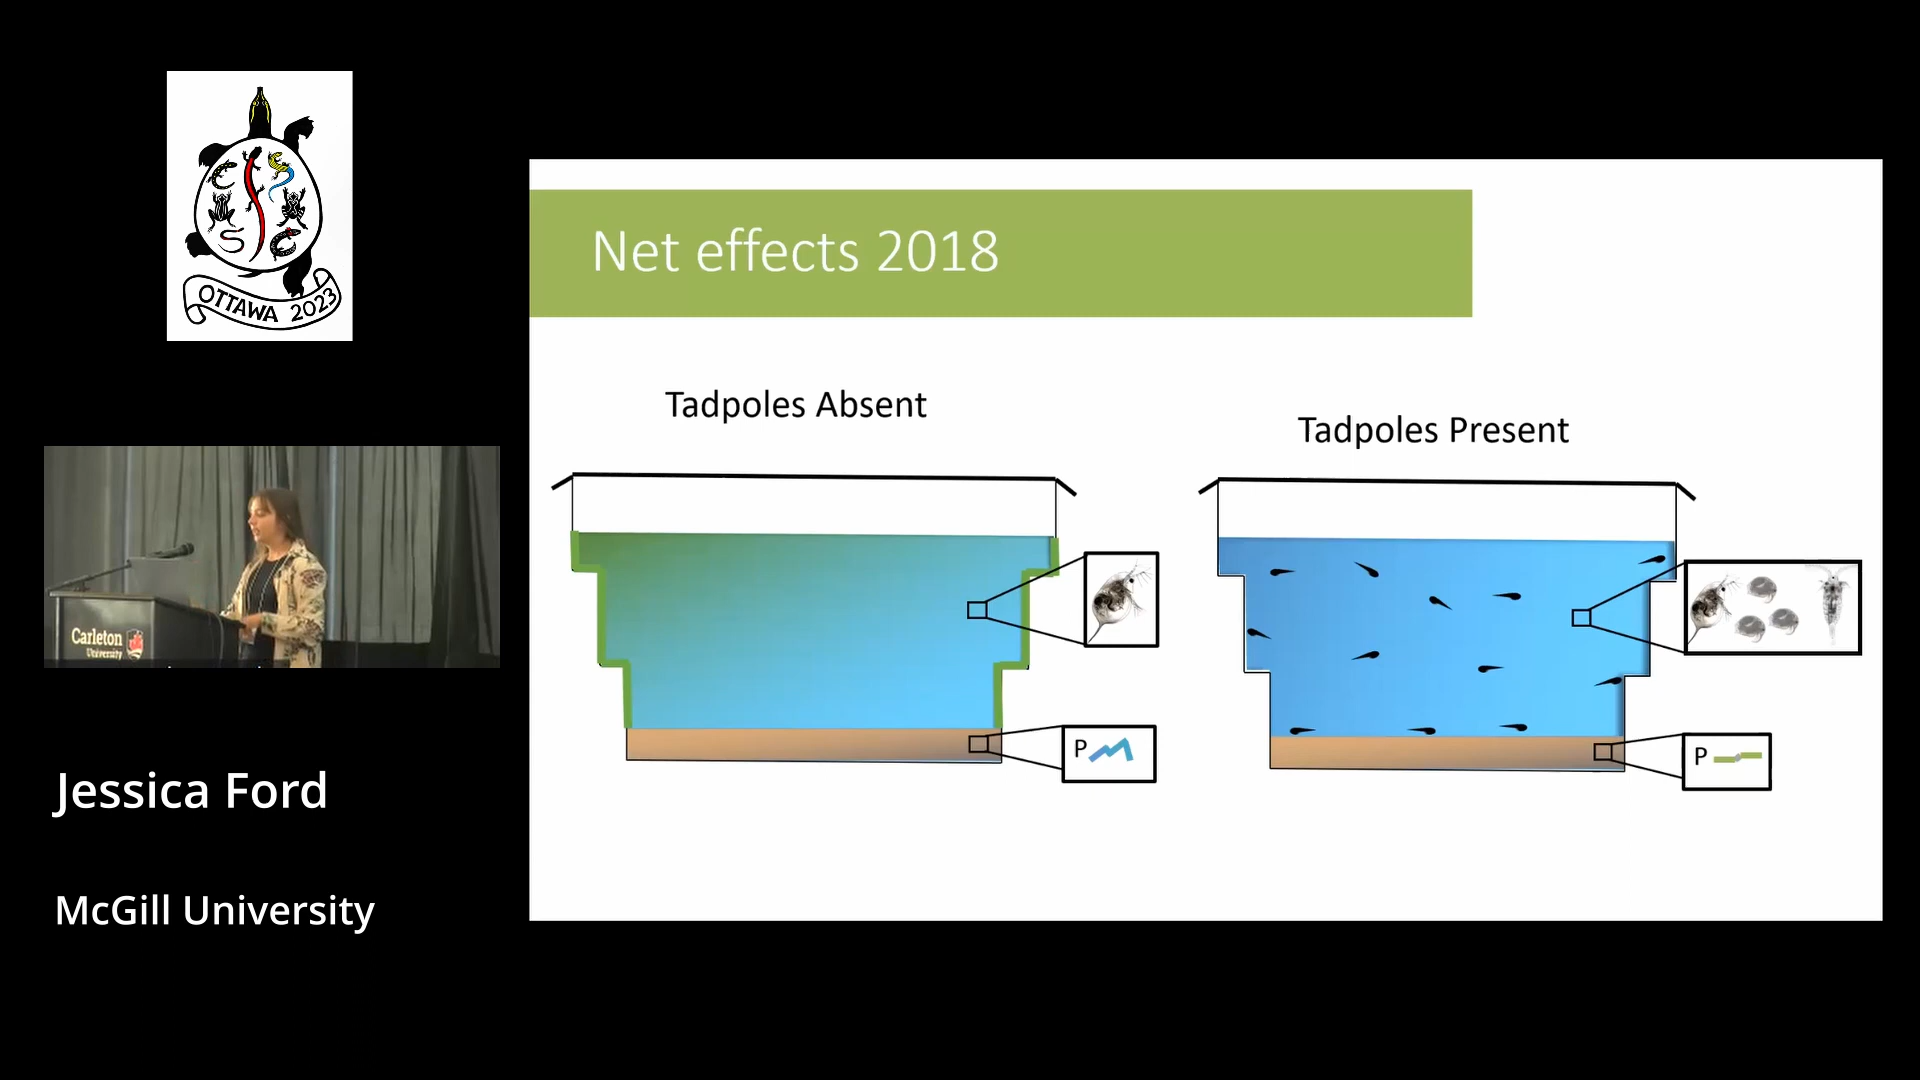 OTTAWA 2023
Net effects 2018
Tadpoles Absent
Tadpoles Present
P
P
Carleton
University
Jessica Ford
McGill University